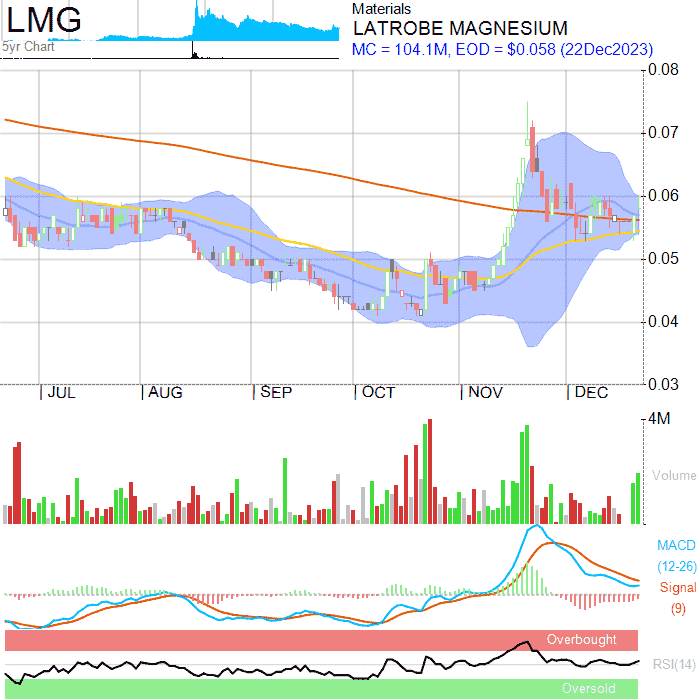 LMG
5yr Chart
Materials
LATROBE MAGNESIUM
MC = 104.1M, EOD = $0.058 (22Dec2023)
0.08
0.07
0.06
0.05
0.04
0.03
JUL AUG SEP OCT NOV DEC
4M
Volume
MACD
(12-26)
Signal
(9)
Overbought
RSI(14)
Oversold